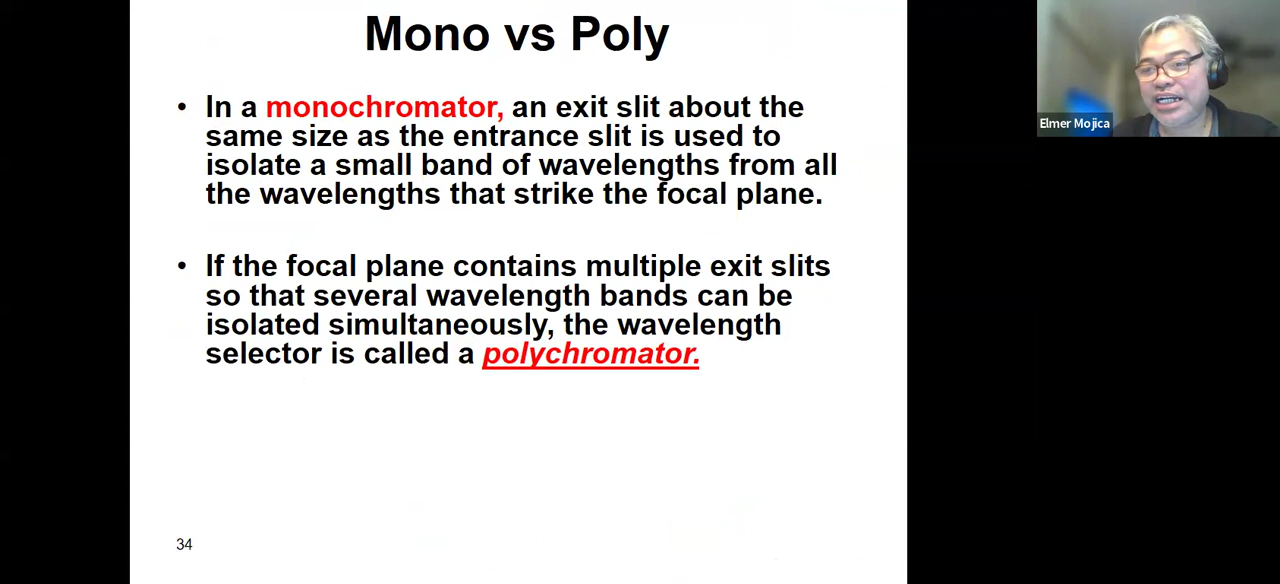 Mono vs Poly
• In a monochromator, an exit slit about the
same size as the entrance slit is used to
isolate a small band of wavelengths from all
the wavelengths that strike the focal plane.
• If the focal plane contains multiple exit slits
so that several wavelength bands can be
isolated simultaneously, the wavelength
selector is called a polychromator.
34
Elmer Mojica